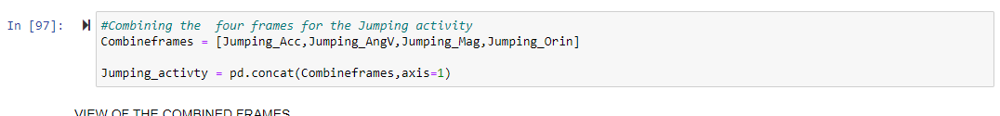 In [97]:
#Combining the  four frames for the Jumping activity
Combineframes = [Jumping_Acc,Jumping_AngV,Jumping_Mag,Jumping_Orin]
Jumping_activty = pd.concat(Combineframes,axis=1)
VIEW OF THE COMBINED FRAMES